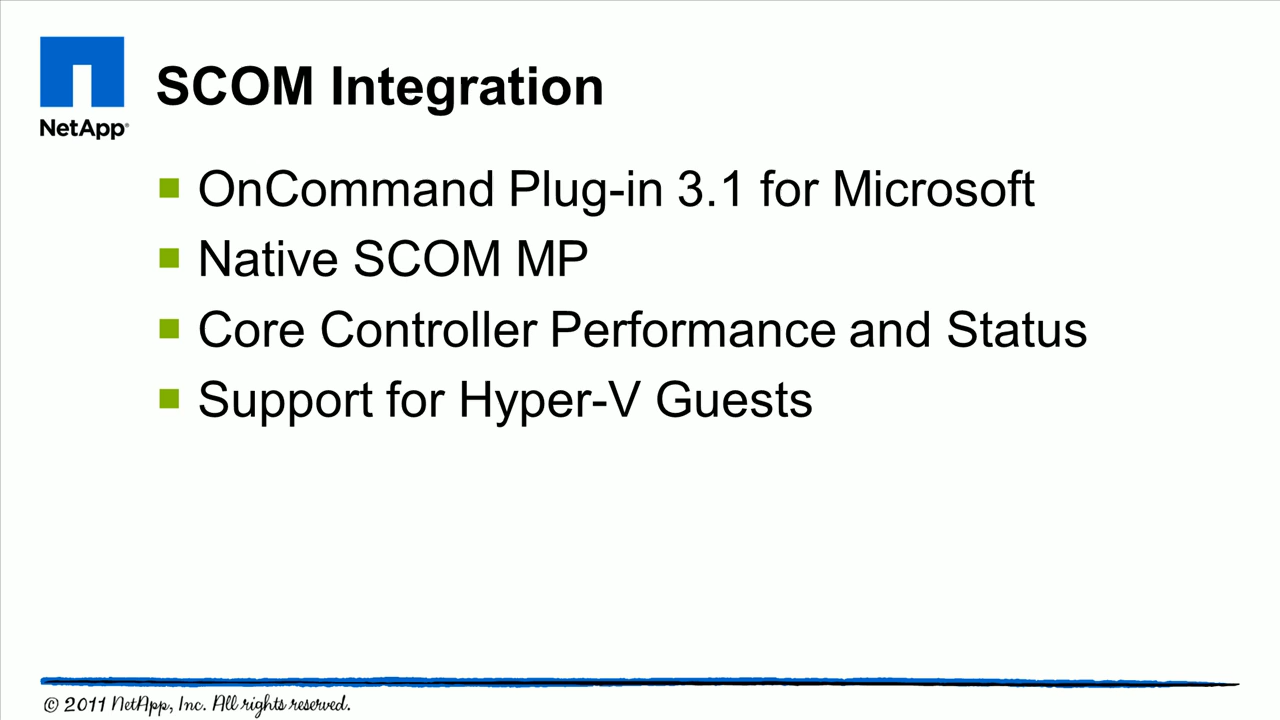 SCOM Integration
NetApp®
OnCommand Plug-in 3.1 for Microsoft
Native SCOM MP
Core Controller Performance and Status
Support for Hyper-V Guests
© 2011 NetApp, Inc. All rights reserved.